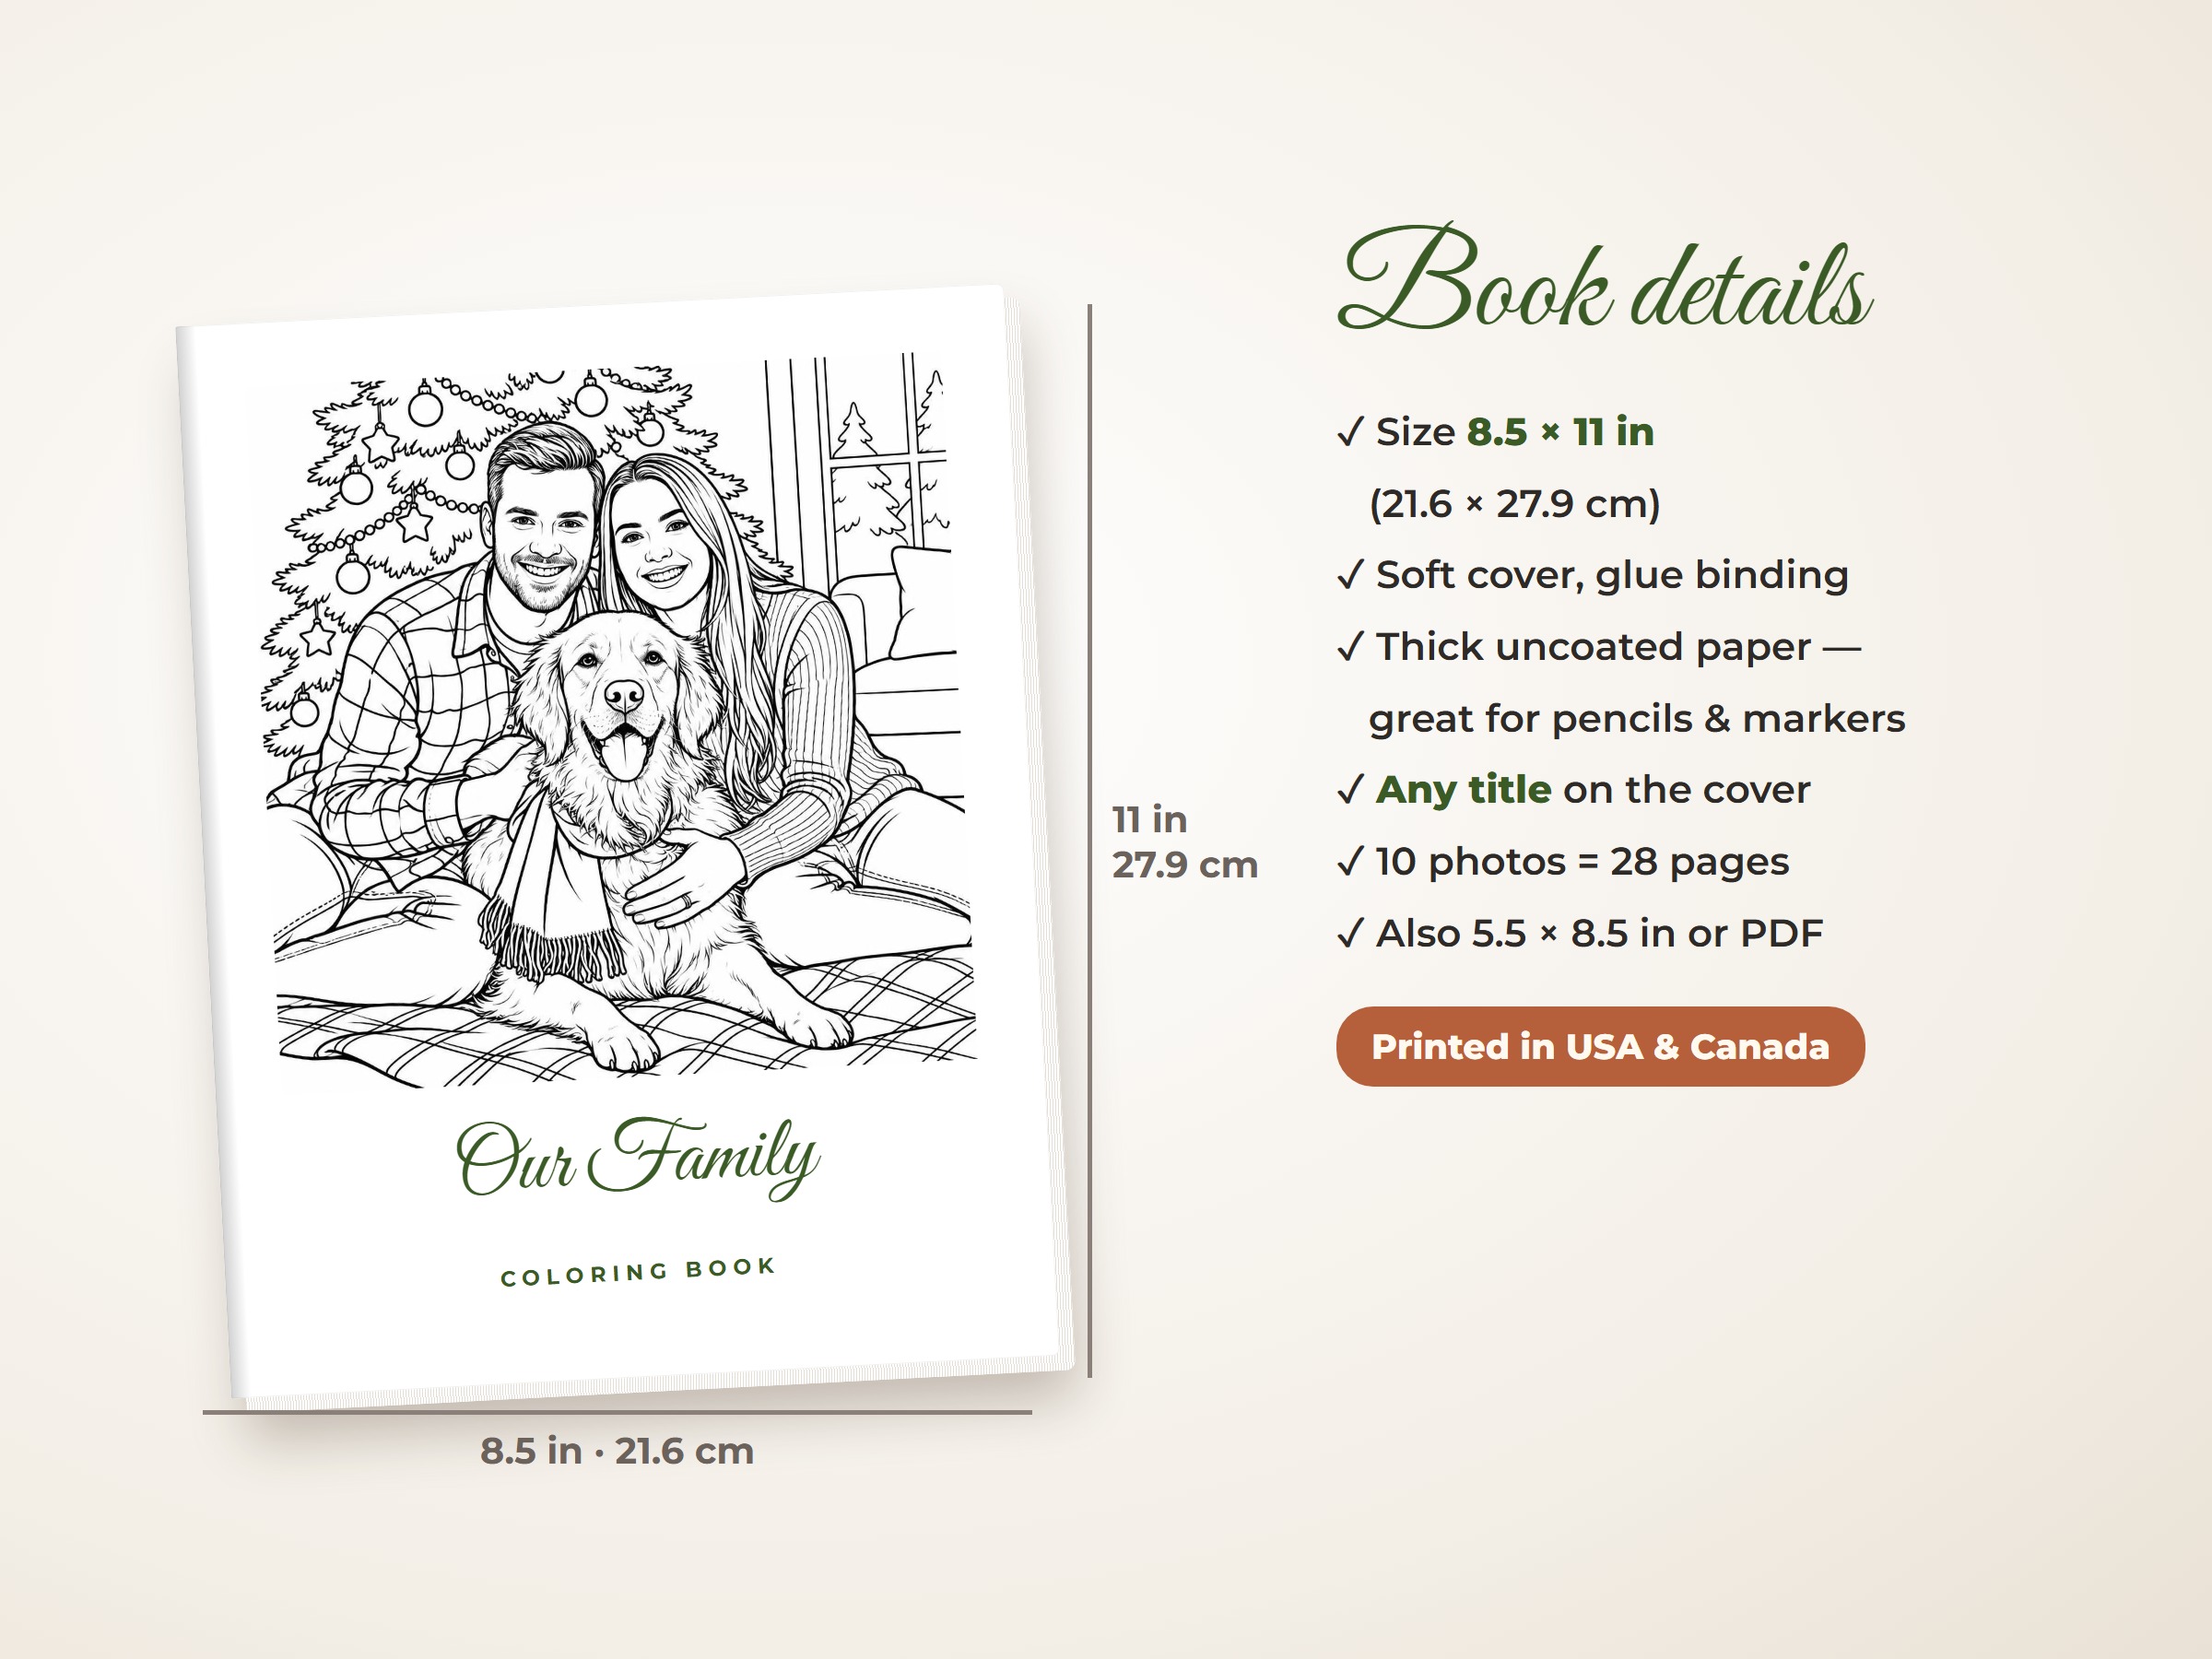 Book details
✓ Size 8.5 × 11 in
(21.6 × 27.9 cm)
✓ Soft cover, glue binding
✓ Thick uncoated paper —
great for pencils & markers
✓ Any title on the cover
✓ 10 photos = 28 pages
✓ Also 5.5 × 8.5 in or PDF
Printed in USA & Canada
11 in
27.9 cm
Our Family
COLORING BOOK
8.5 in · 21.6 cm